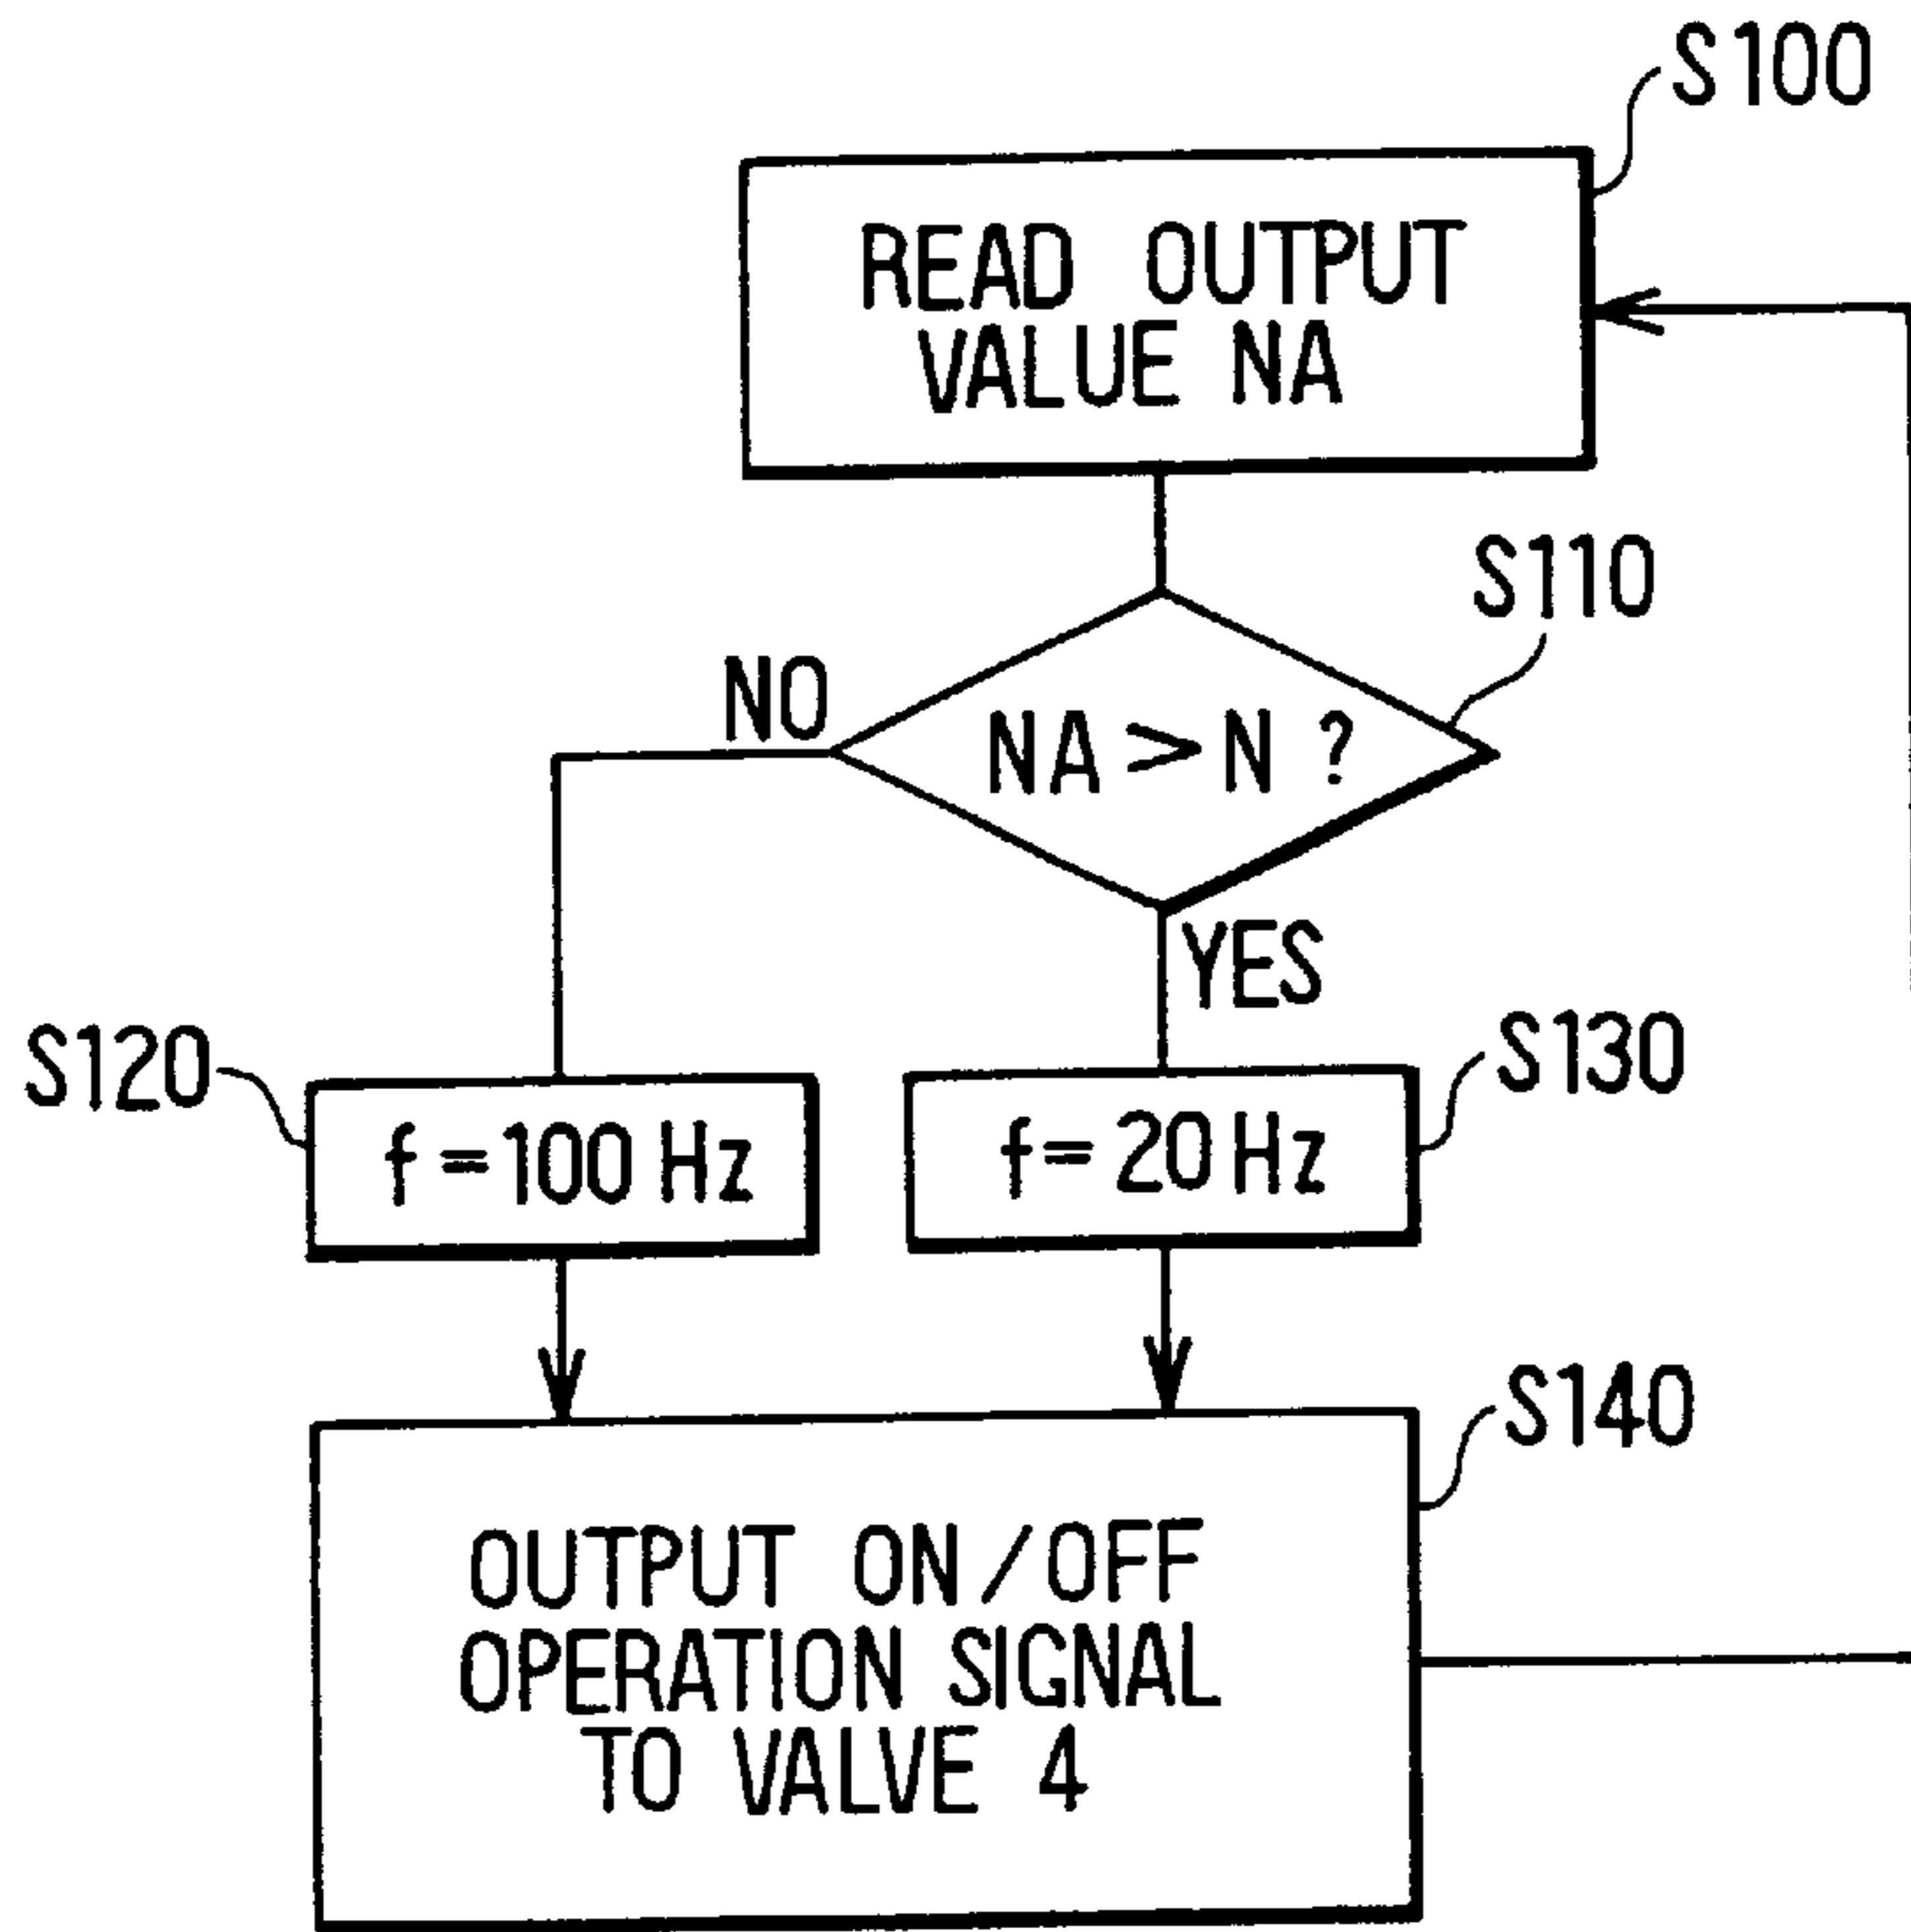 S100
READ OUTPUT
VALUE NA
S110
NO
NA > N ?
YES
S120
S130
f = 100 Hz
f = 20 Hz
S140
OUTPUT ON/OFF
OPERATION SIGNAL
TO VALVE 4